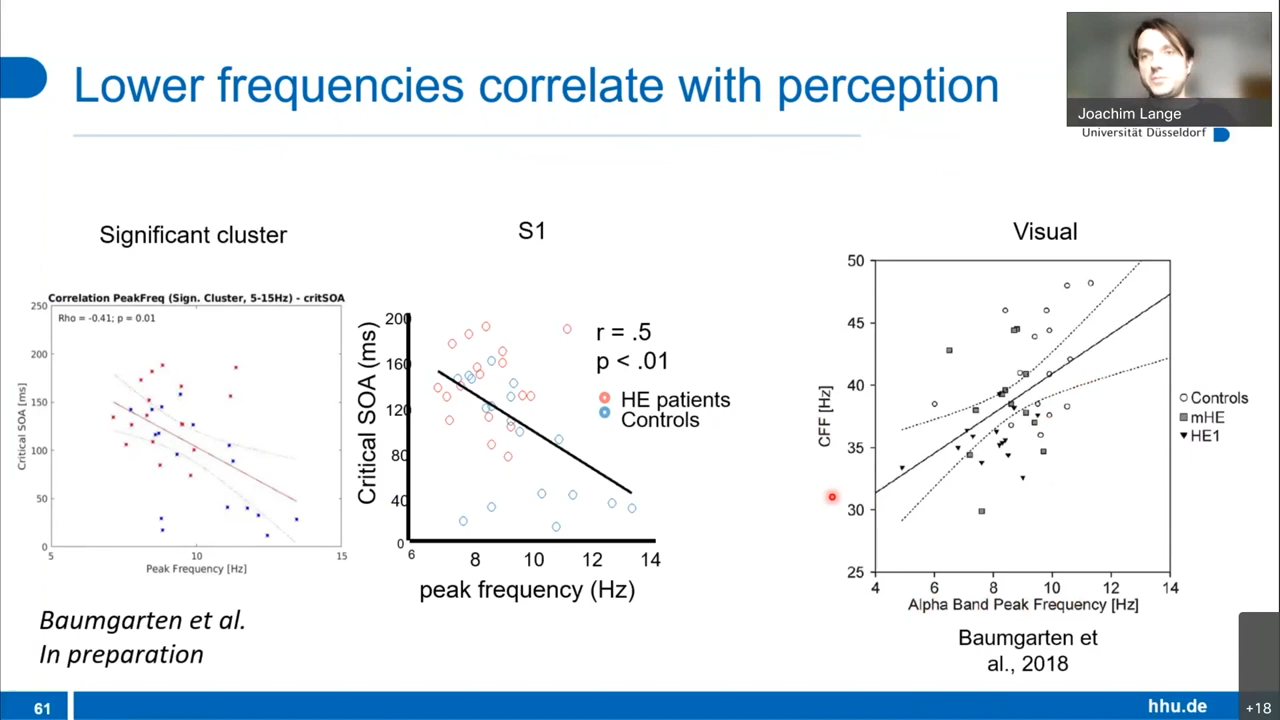 Lower frequencies correlate with perception
Joachim Lange
Universität Düsseldorf
Significant cluster
Correlation PeakFreq (Sign. Cluster, 5-15Hz) - critSOA
Rho = -0.41; p = 0.01
250
200
150
100
50
0
Critical SOA [ms]
5
10
15
Peak Frequency [Hz]
Baumgarten et al.
In preparation
S1
200
160
120
80
40
0
Critical SOA (ms)
r = .5
p < .01
HE patients
Controls
6
8
10
12
14
peak frequency (Hz)
Visual
50
45
40
35
30
25
CFF [Hz]
Controls
mHE
HE1
4
6
8
10
12
14
Alpha Band Peak Frequency [Hz]
Baumgarten et
al., 2018
61
hhu.de
+18